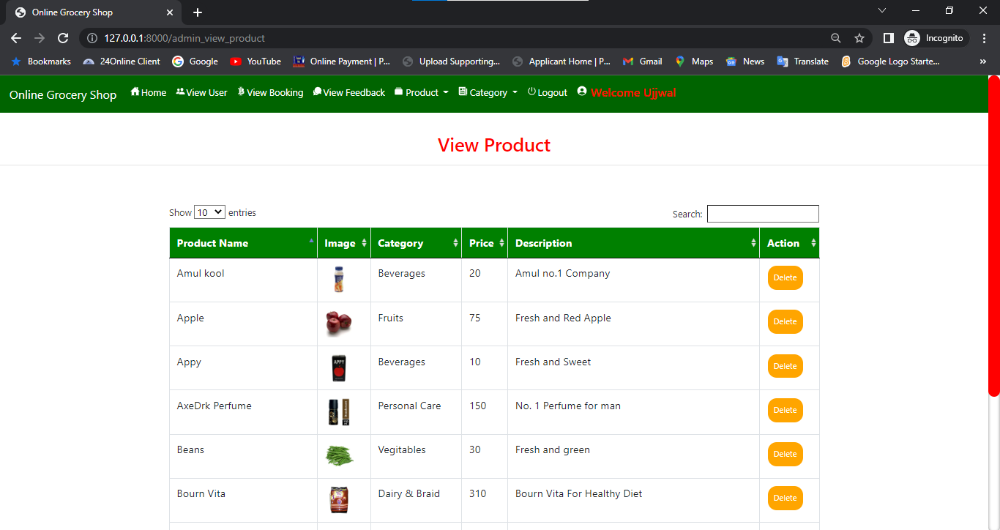 Online Grocery Shop
127.0.0.1:8000/admin_view_product
Incognito
Bookmarks 24Online Client Google YouTube Online Payment | P... Upload Supporting... Applicant Home | P... Gmail Maps News Translate Google Logo Starte... »
Online Grocery Shop Home View User View Booking View Feedback Product Category Logout Welcome Ujjwal
View Product
Show 10 entries Search:
Product Name Image Category Price Description Action
Amul kool Beverages 20 Amul no.1 Company Delete
Apple Fruits 75 Fresh and Red Apple Delete
Appy APPY Beverages 10 Fresh and Sweet Delete
AxeDrk Perfume Personal Care 150 No. 1 Perfume for man Delete
Beans Vegitables 30 Fresh and green Delete
Bourn Vita Dairy & Braid 310 Bourn Vita For Healthy Diet Delete